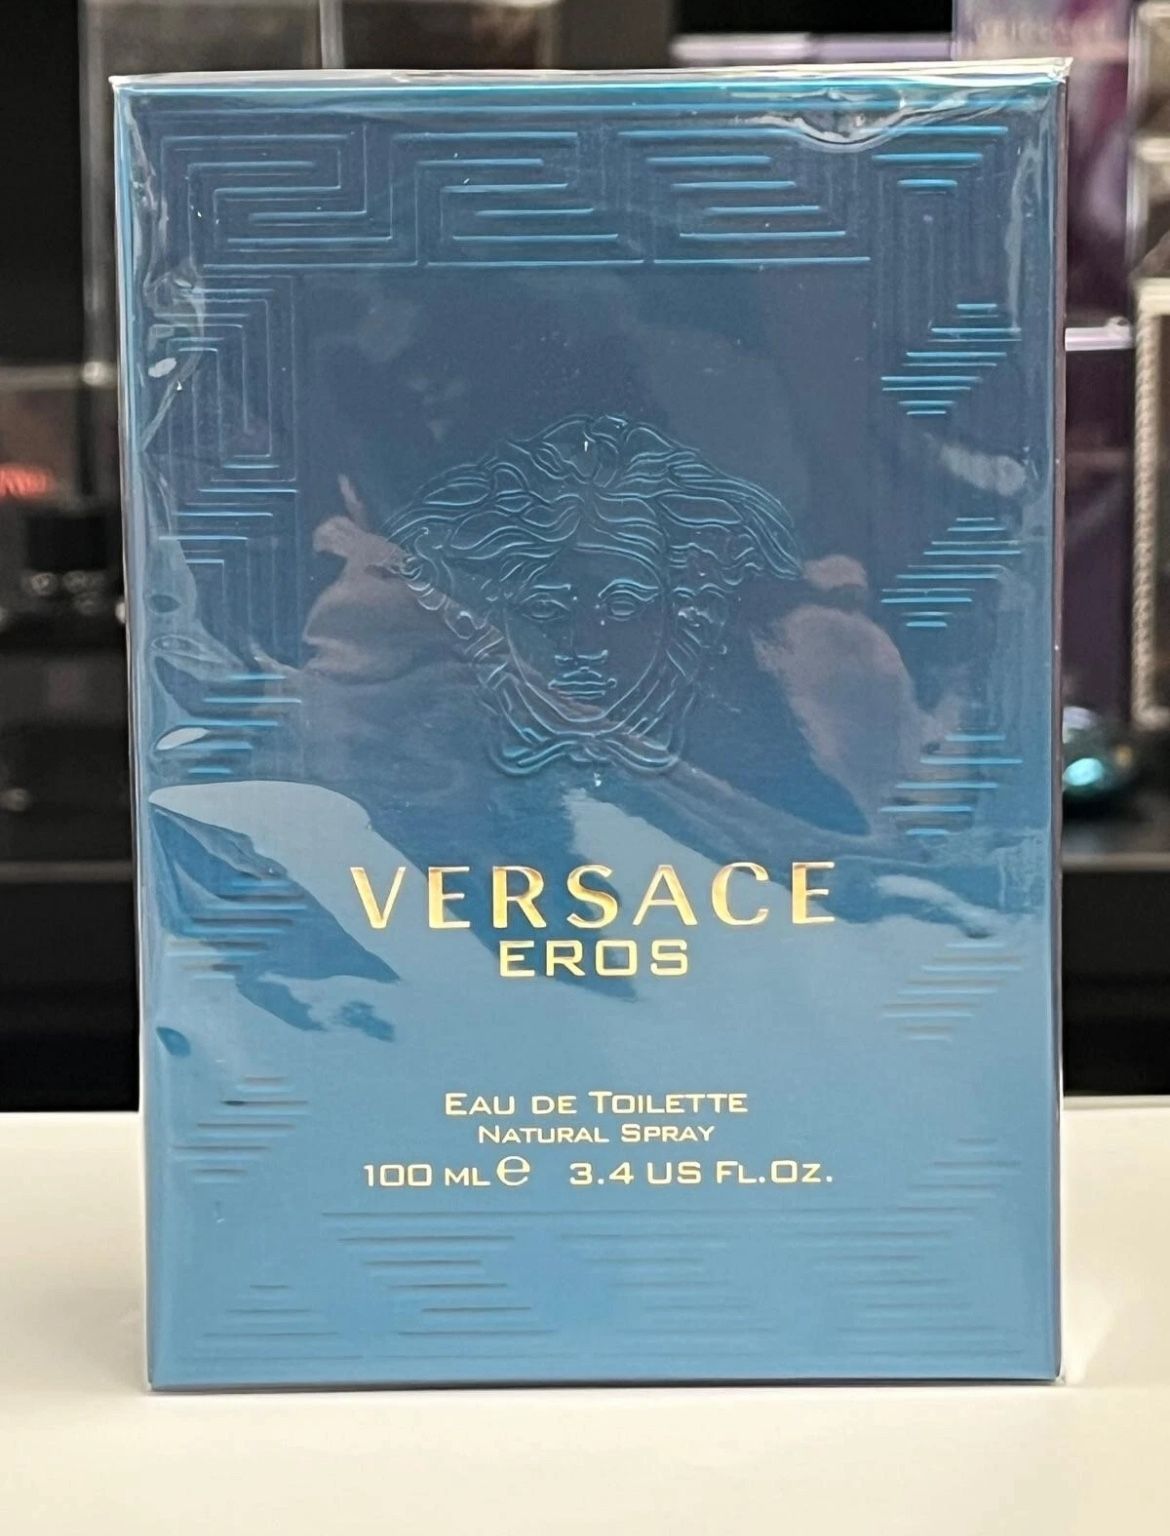 VERSACE
EROS
EAU DE TOILETTE
NATURAL SPRAY
100 ML ℮ 3.4 US FL.OZ.